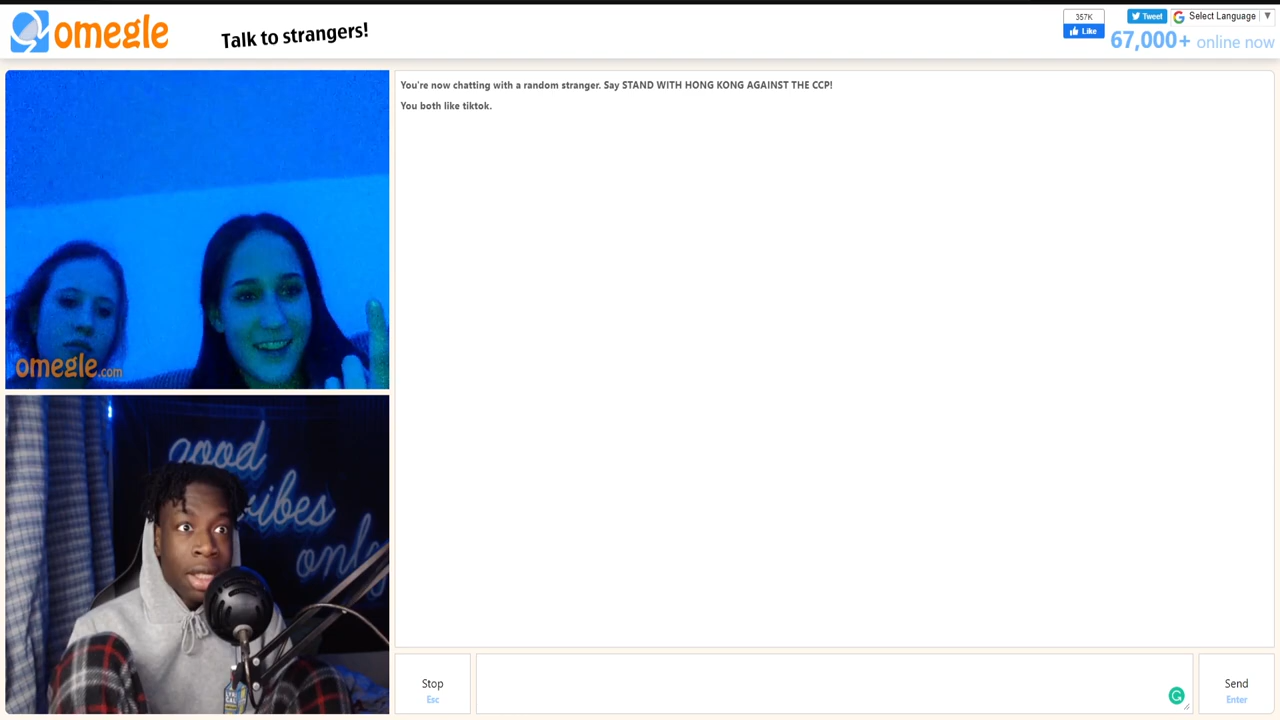 omegle
Talk to strangers!
357K
Like
Tweet
Select Language
67,000+ online now
You're now chatting with a random stranger. Say STAND WITH HONG KONG AGAINST THE CCP!
You both like tiktok.
omegle.com
good
vibes
only
Stop
Esc
Send
Enter